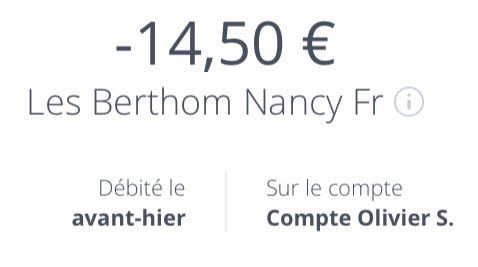 -14,50 €
Les Berthom Nancy Fr
Débité le
avant-hier
Sur le compte
Compte Olivier S.